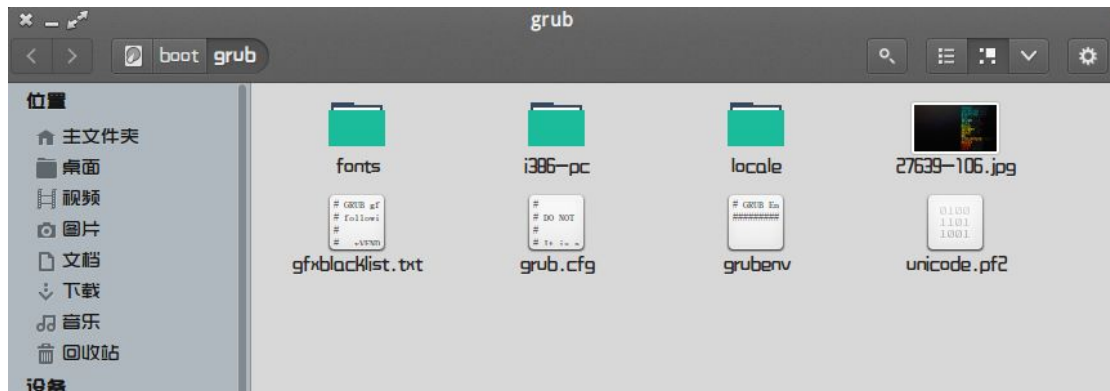 grub
boot grub
位置
主文件夹
桌面
视频
图片
文档
下载
音乐
回收站
设备
fonts
i386-pc
locale
27639-106.jpg
# GRUB gf
# followi
#
#
#
# DO NOT
#
# It is a
# GRUB En
#########
0100
1101
1001
gfxblacklist.txt
grub.cfg
grubenv
unicode.pf2